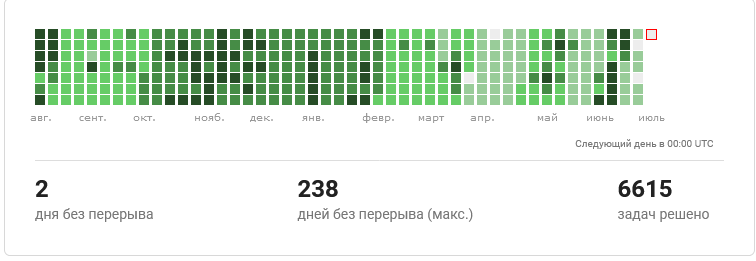 авг. сент. окт. нояб. дек. янв. февр. март апр. май июнь июль
Следующий день в 00:00 UTC
2 238 6615
дня без перерыва дней без перерыва (макс.) задач решено